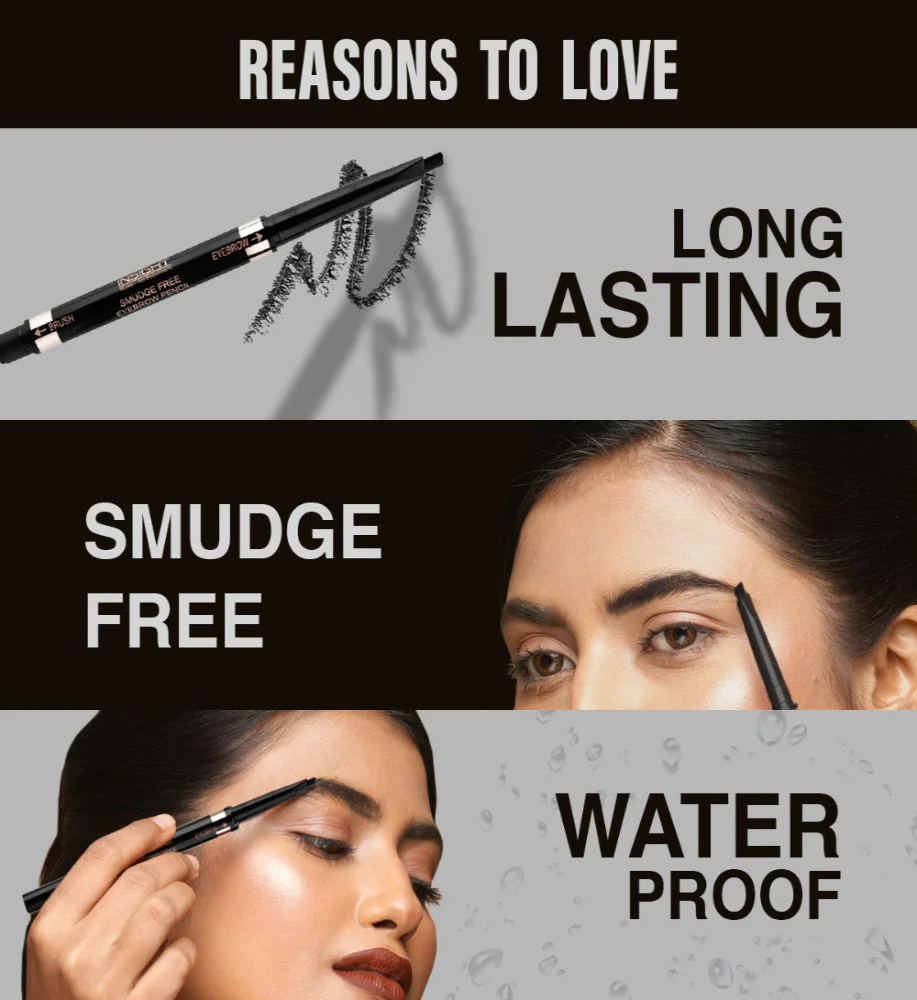 REASONS TO LOVE
LONG
LASTING
EYEBROW →
INSIGHT
SMUDGE FREE
EYEBROW PENCIL
← BRUSH
SMUDGE
FREE
WATER
PROOF